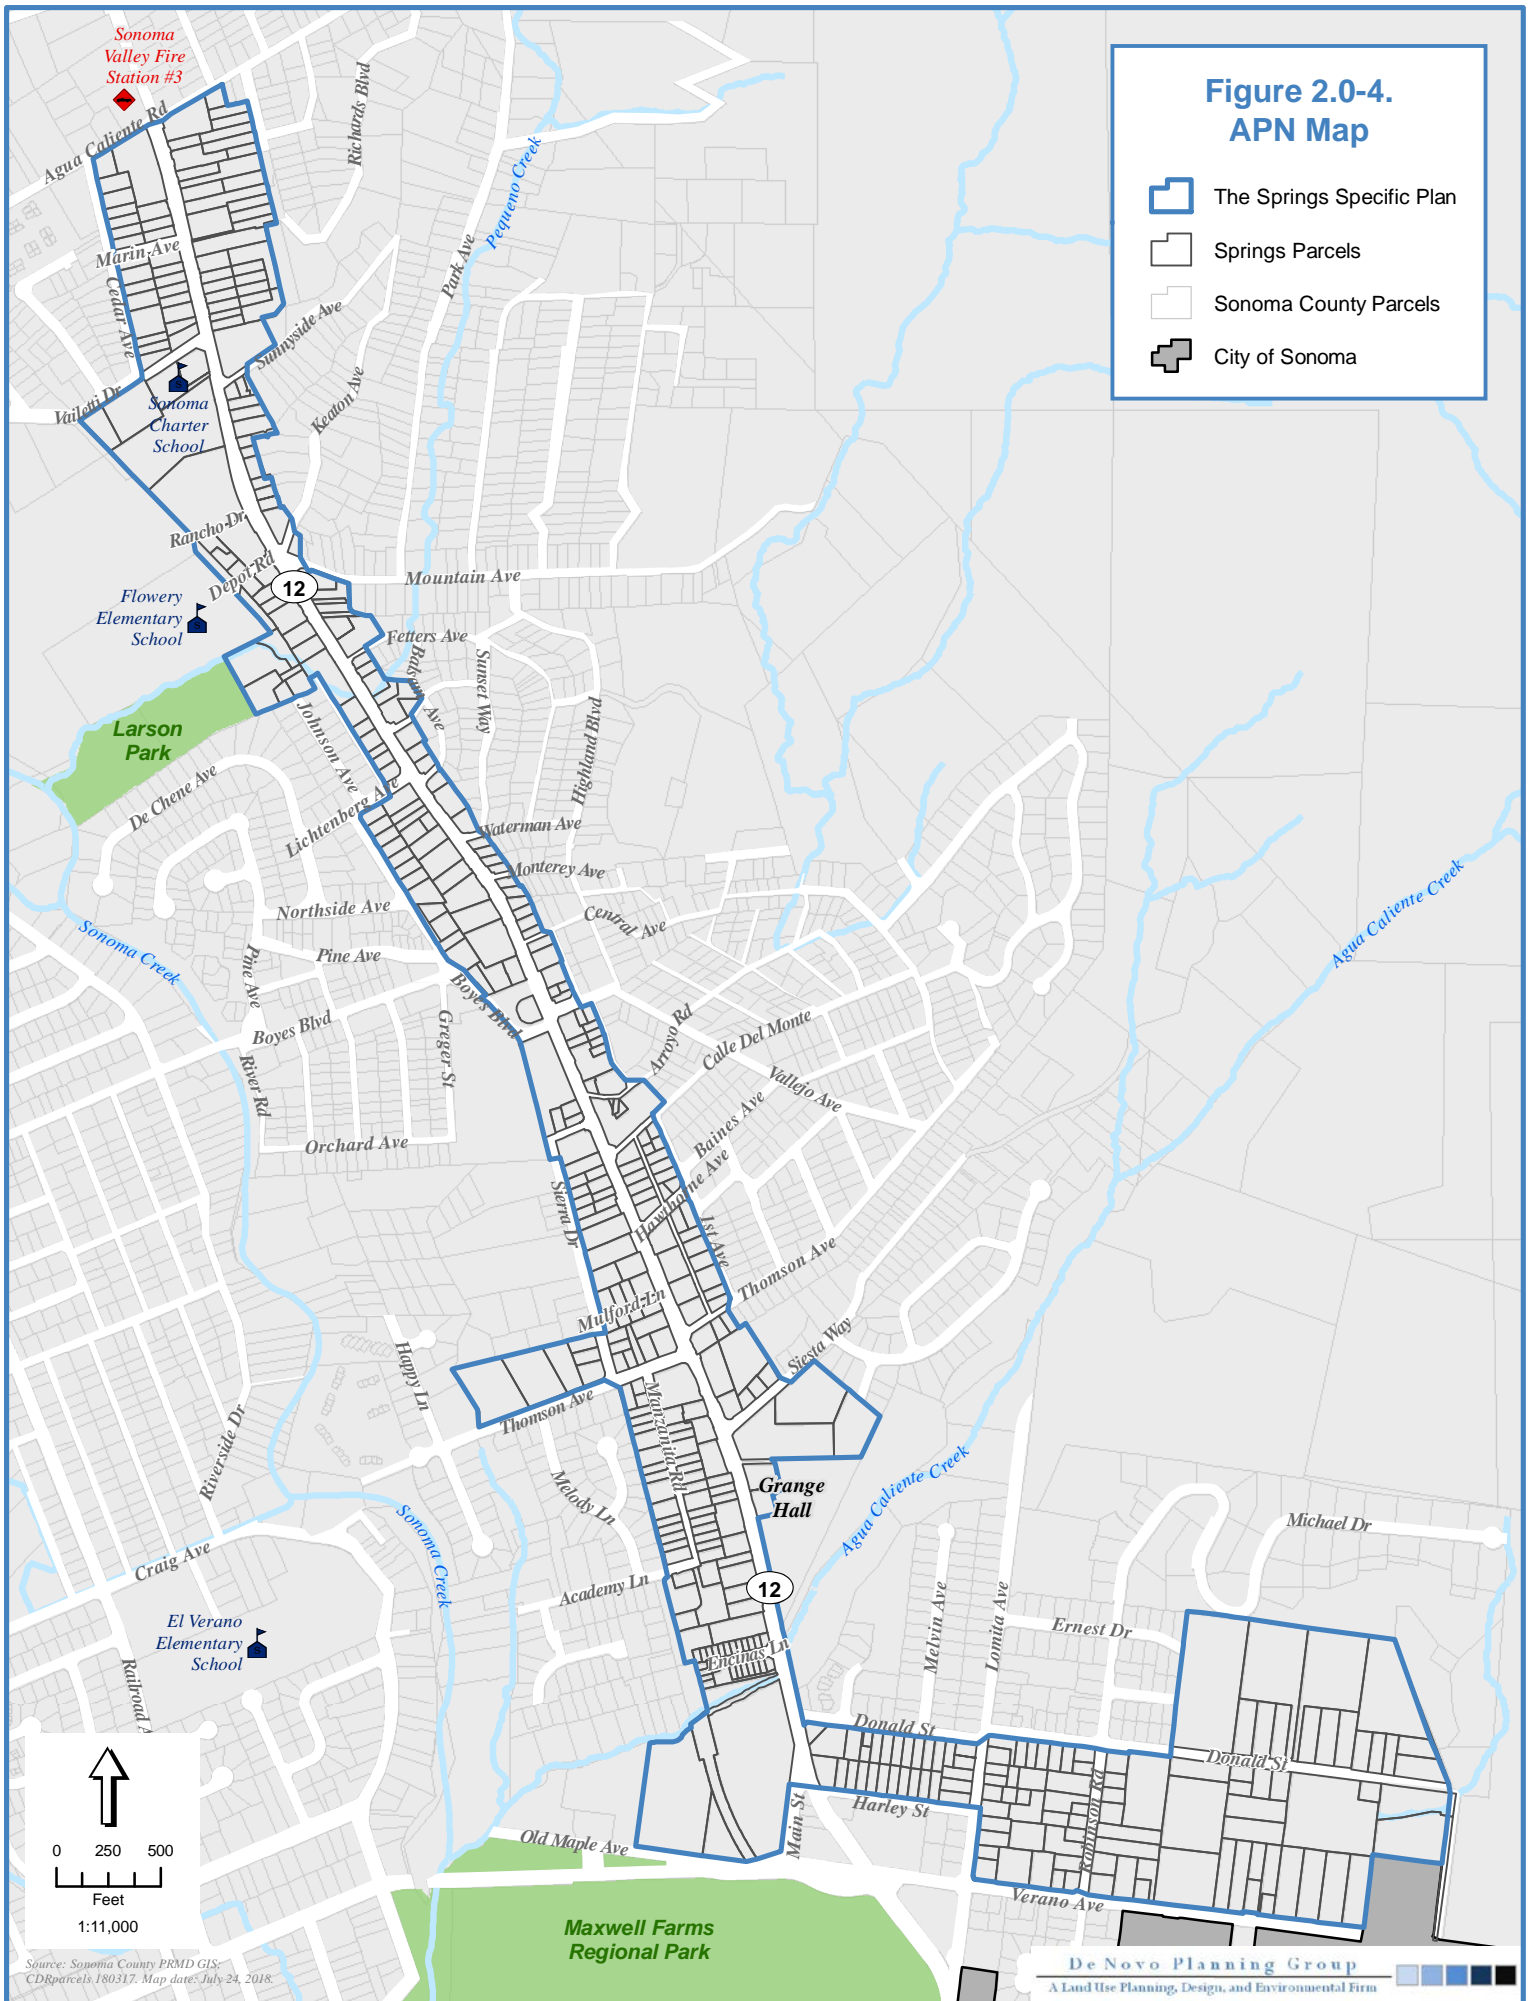 Sonoma
Valley Fire
Station #3
Figure 2.0-4.
APN Map
The Springs Specific Plan
Springs Parcels
Sonoma County Parcels
City of Sonoma
Agua Caliente Rd
Richards Blvd
Pequeno Creek
Park Ave
Marin Ave
Cedar Ave
Sunnyside Ave
Keaton Ave
Vailetti Dr
Sonoma
Charter
School
Rancho Dr
Depot Rd
12
Mountain Ave
Flowery
Elementary
School
Fetters Ave
Balsam Ave
Sunset Way
Highland Blvd
Larson
Park
Johnson Ave
De Chene Ave
Lichtenberg Ave
Waterman Ave
Monterey Ave
Northside Ave
Central Ave
Sonoma Creek
Pine Ave
Pine Ave
Agua Caliente Creek
Boyes Blvd
Boyes Blvd
Greger St
River Rd
Arroyo Rd
Calle Del Monte
Vallejo Ave
Baines Ave
Orchard Ave
Hawthorne Ave
Sierra Dr
1st Ave
Thomson Ave
Mulford Ln
Siesta Way
Happy Ln
Thomson Ave
Manzanita Rd
Riverside Dr
Melody Ln
Grange
Hall
Agua Caliente Creek
Sonoma Creek
Craig Ave
Michael Dr
Academy Ln
12
Melvin Ave
Lomita Ave
Ernest Dr
El Verano
Elementary
School
Encinas Ln
Railroad A
Donald St
Donald St
Harley St
Main St
Robinson Rd
Old Maple Ave
Verano Ave
0 250 500
Feet
1:11,000
Maxwell Farms
Regional Park
Source: Sonoma County PRMD GIS;
CDRparcels 180317. Map date: July 24, 2018.
De Novo Planning Group
A Land Use Planning, Design, and Environmental Firm